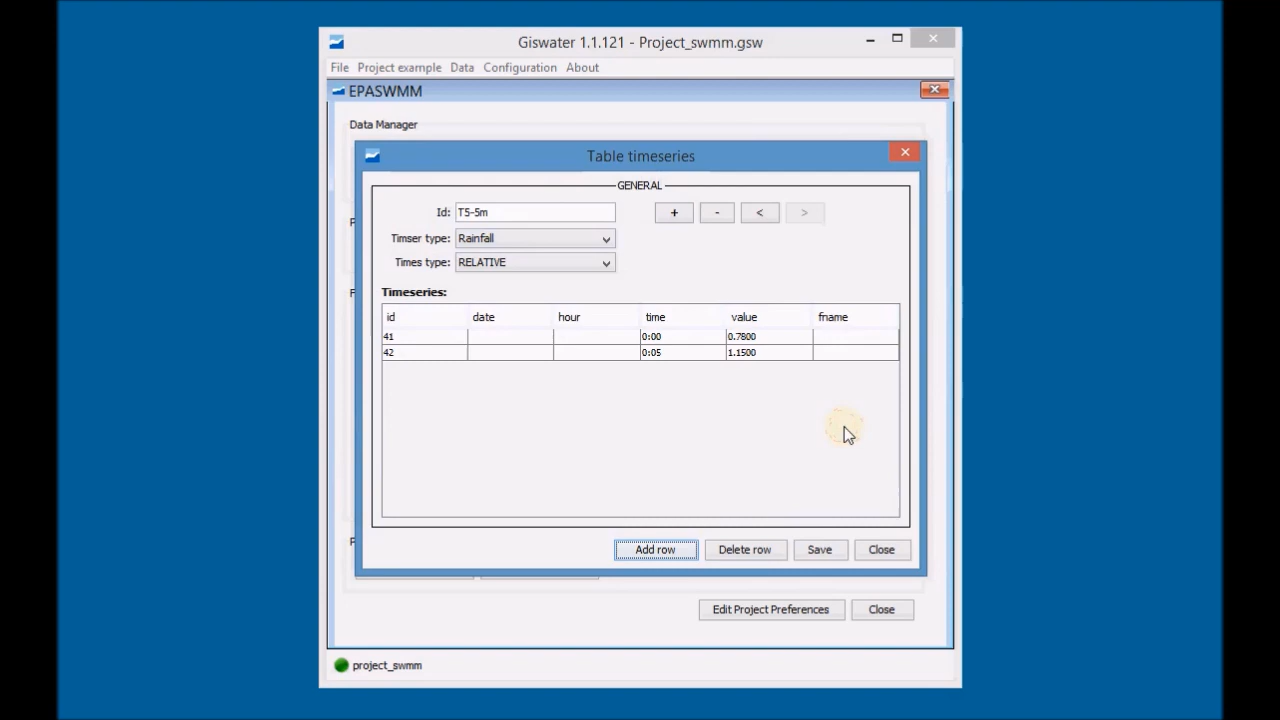 Giswater 1.1.121 - Project_swmm.gsw
File Project example Data Configuration About
EPASWMM
Data Manager
Table timeseries
GENERAL
Id: T5-5m + - < >
Timser type: Rainfall
Times type: RELATIVE
Timeseries:
id date hour time value fname
41 0:00 0.7800
42 0:05 1.1500
Add row Delete row Save Close
Edit Project Preferences Close
project_swmm